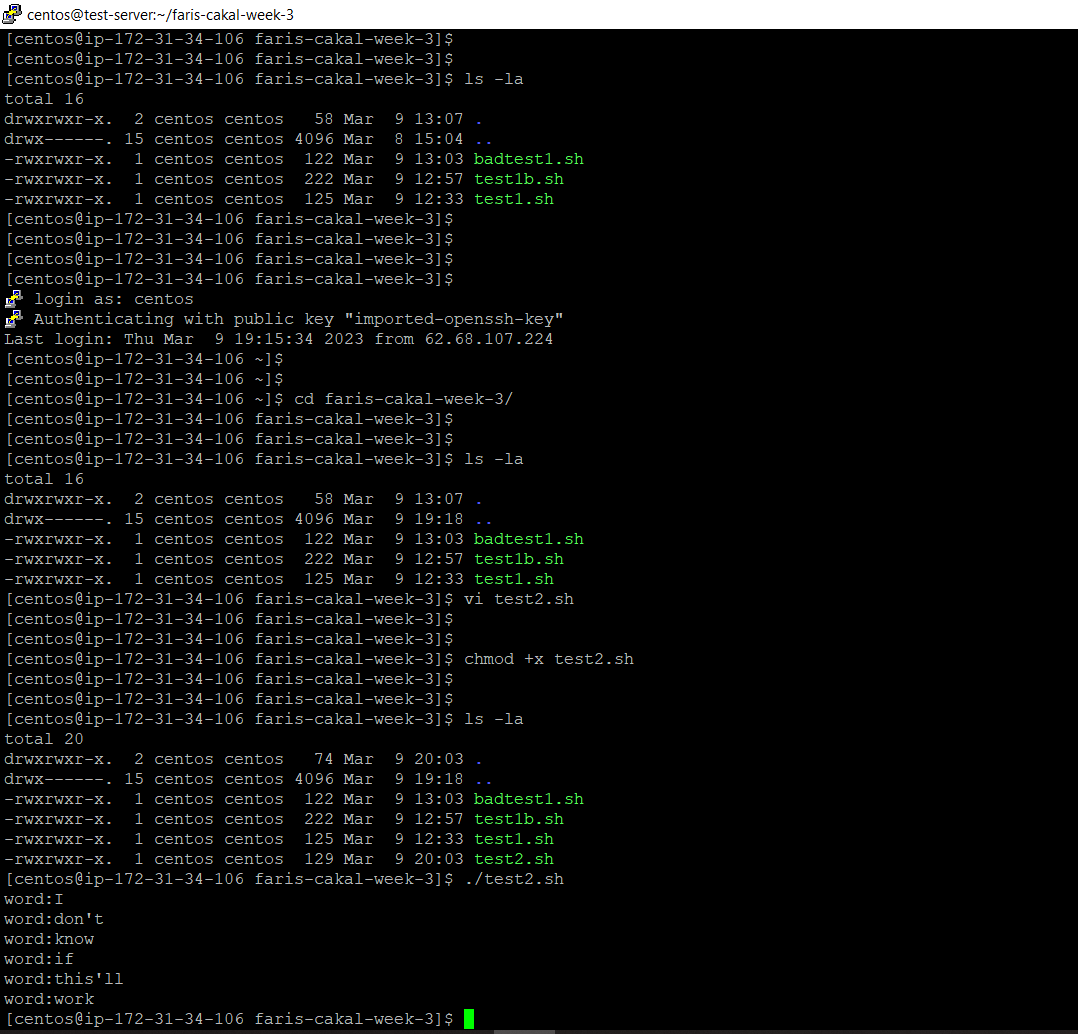 centos@test-server:~/faris-cakal-week-3
[centos@ip-172-31-34-106 faris-cakal-week-3]$
[centos@ip-172-31-34-106 faris-cakal-week-3]$
[centos@ip-172-31-34-106 faris-cakal-week-3]$ ls -la
total 16
drwxrwxr-x.  2 centos centos   58 Mar  9 13:07 .
drwx------. 15 centos centos 4096 Mar  8 15:04 ..
-rwxrwxr-x.  1 centos centos  122 Mar  9 13:03 badtest1.sh
-rwxrwxr-x.  1 centos centos  222 Mar  9 12:57 test1b.sh
-rwxrwxr-x.  1 centos centos  125 Mar  9 12:33 test1.sh
[centos@ip-172-31-34-106 faris-cakal-week-3]$
[centos@ip-172-31-34-106 faris-cakal-week-3]$
[centos@ip-172-31-34-106 faris-cakal-week-3]$
[centos@ip-172-31-34-106 faris-cakal-week-3]$
login as: centos
Authenticating with public key "imported-openssh-key"
Last login: Thu Mar  9 19:15:34 2023 from 62.68.107.224
[centos@ip-172-31-34-106 ~]$
[centos@ip-172-31-34-106 ~]$
[centos@ip-172-31-34-106 ~]$ cd faris-cakal-week-3/
[centos@ip-172-31-34-106 faris-cakal-week-3]$
[centos@ip-172-31-34-106 faris-cakal-week-3]$
[centos@ip-172-31-34-106 faris-cakal-week-3]$ ls -la
total 16
drwxrwxr-x.  2 centos centos   58 Mar  9 13:07 .
drwx------. 15 centos centos 4096 Mar  9 19:18 ..
-rwxrwxr-x.  1 centos centos  122 Mar  9 13:03 badtest1.sh
-rwxrwxr-x.  1 centos centos  222 Mar  9 12:57 test1b.sh
-rwxrwxr-x.  1 centos centos  125 Mar  9 12:33 test1.sh
[centos@ip-172-31-34-106 faris-cakal-week-3]$ vi test2.sh
[centos@ip-172-31-34-106 faris-cakal-week-3]$
[centos@ip-172-31-34-106 faris-cakal-week-3]$
[centos@ip-172-31-34-106 faris-cakal-week-3]$ chmod +x test2.sh
[centos@ip-172-31-34-106 faris-cakal-week-3]$
[centos@ip-172-31-34-106 faris-cakal-week-3]$
[centos@ip-172-31-34-106 faris-cakal-week-3]$ ls -la
total 20
drwxrwxr-x.  2 centos centos   74 Mar  9 20:03 .
drwx------. 15 centos centos 4096 Mar  9 19:18 ..
-rwxrwxr-x.  1 centos centos  122 Mar  9 13:03 badtest1.sh
-rwxrwxr-x.  1 centos centos  222 Mar  9 12:57 test1b.sh
-rwxrwxr-x.  1 centos centos  125 Mar  9 12:33 test1.sh
-rwxrwxr-x.  1 centos centos  129 Mar  9 20:03 test2.sh
[centos@ip-172-31-34-106 faris-cakal-week-3]$ ./test2.sh
word:I
word:don't
word:know
word:if
word:this'll
word:work
[centos@ip-172-31-34-106 faris-cakal-week-3]$